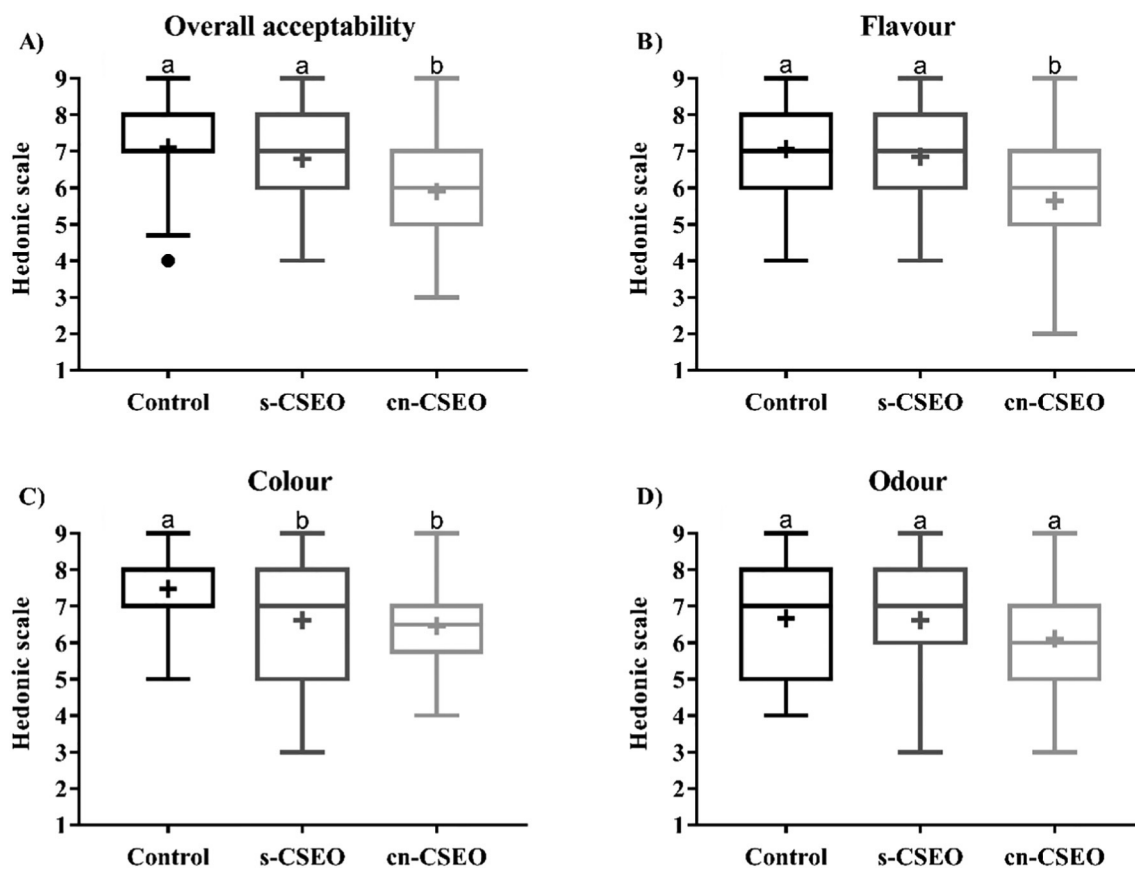 A)
Overall acceptability
a a b
Hedonic scale
9
8
7
6
5
4
3
2
1
Control s-CSEO cn-CSEO
B)
Flavour
a a b
Hedonic scale
9
8
7
6
5
4
3
2
1
Control s-CSEO cn-CSEO
C)
Colour
a b b
Hedonic scale
9
8
7
6
5
4
3
2
1
Control s-CSEO cn-CSEO
D)
Odour
a a a
Hedonic scale
9
8
7
6
5
4
3
2
1
Control s-CSEO cn-CSEO